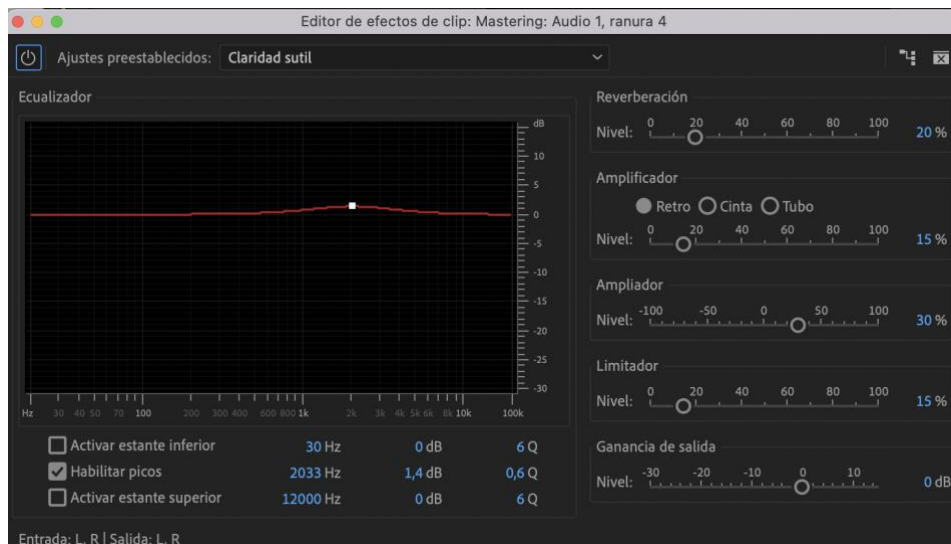 Editor de efectos de clip: Mastering: Audio 1, ranura 4
Ajustes preestablecidos: Claridad sutil
Ecualizador
dB
10
5
0
-5
-10
-15
-20
-25
-30
Hz 30 40 50 70 100 200 300 400 600 800 1k 2k 3k 4k 5k 6k 8k 10k 100k
Activar estante inferior 30 Hz 0 dB 6 Q
Habilitar picos 2033 Hz 1,4 dB 0,6 Q
Activar estante superior 12000 Hz 0 dB 6 Q
Reverberación
0 20 40 60 80 100
Nivel: 20 %
Amplificador
Retro Cinta Tubo
0 20 40 60 80 100
Nivel: 15 %
Ampliador
-100 -50 0 50 100
Nivel: 30 %
Limitador
0 20 40 60 80 100
Nivel: 15 %
Ganancia de salida
-30 -20 -10 0 10
Nivel: 0 dB
Entrada: L, R | Salida: L, R